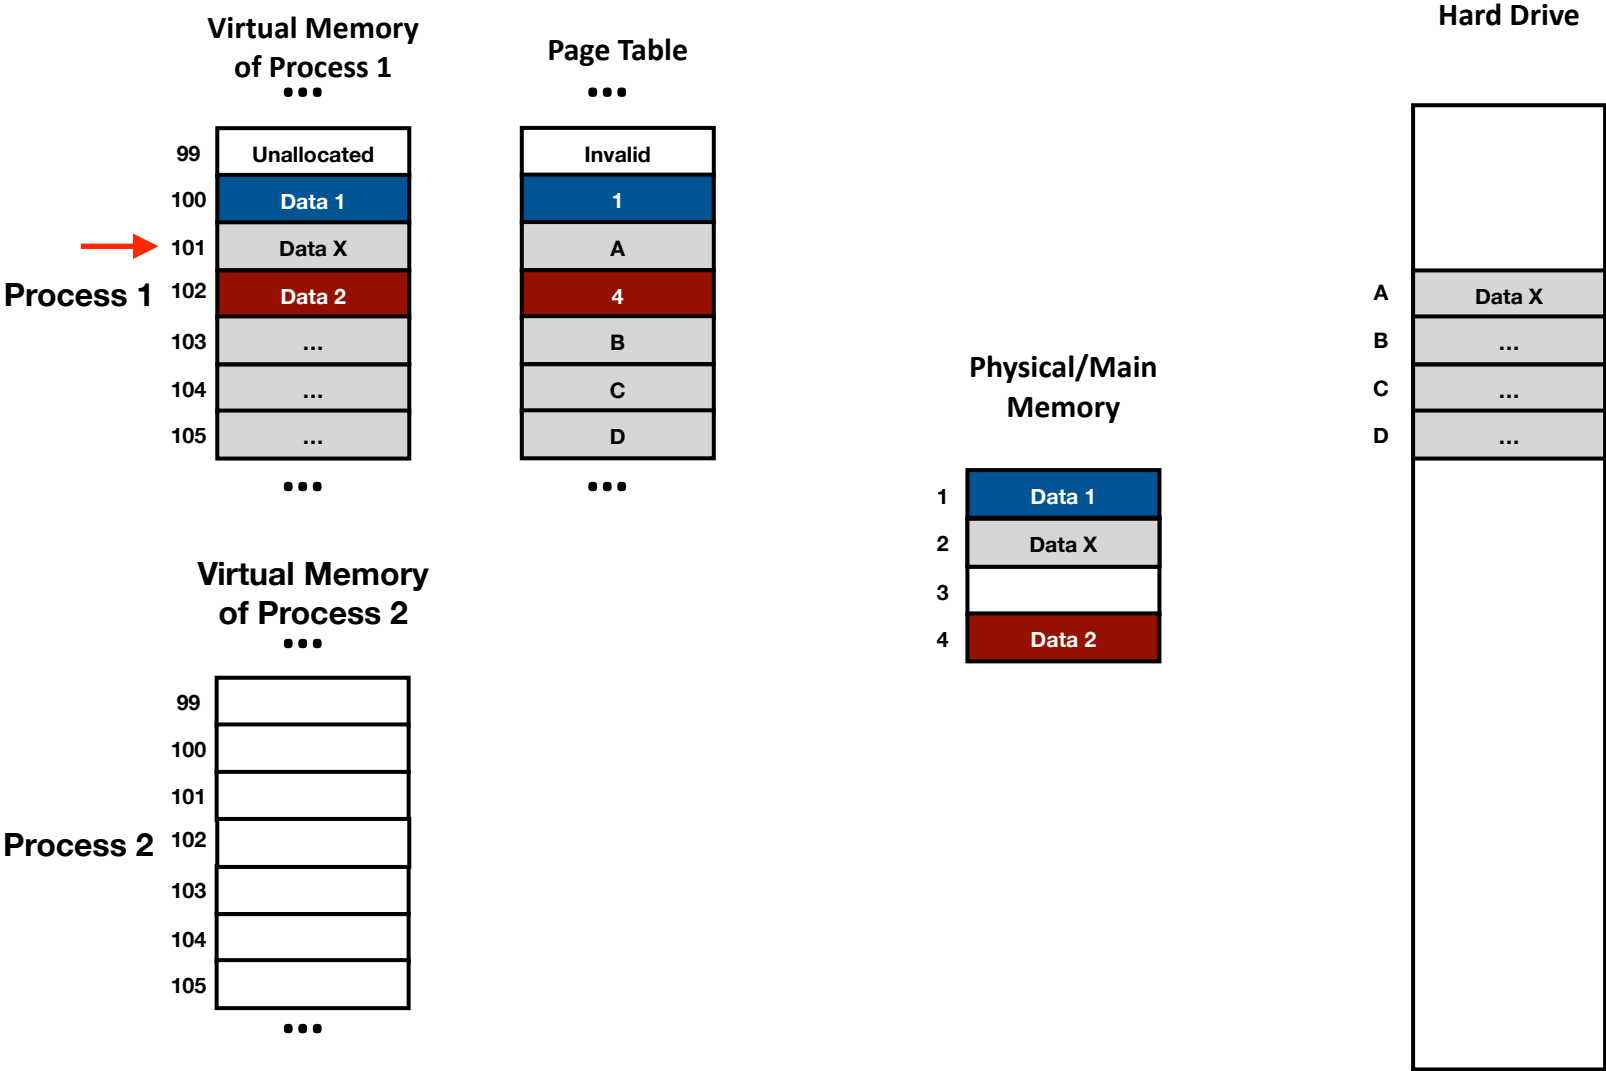 Virtual Memory
of Process 1
...
Page Table
...
Hard Drive
99 Unallocated Invalid
100 Data 1 1
101 Data X A
Process 1 102 Data 2 4
103 ... B
104 ... C
105 ... D
...
...
A Data X
B ...
C ...
D ...
Physical/Main
Memory
1 Data 1
2 Data X
3
4 Data 2
Virtual Memory
of Process 2
...
99
100
101
Process 2 102
103
104
105
...